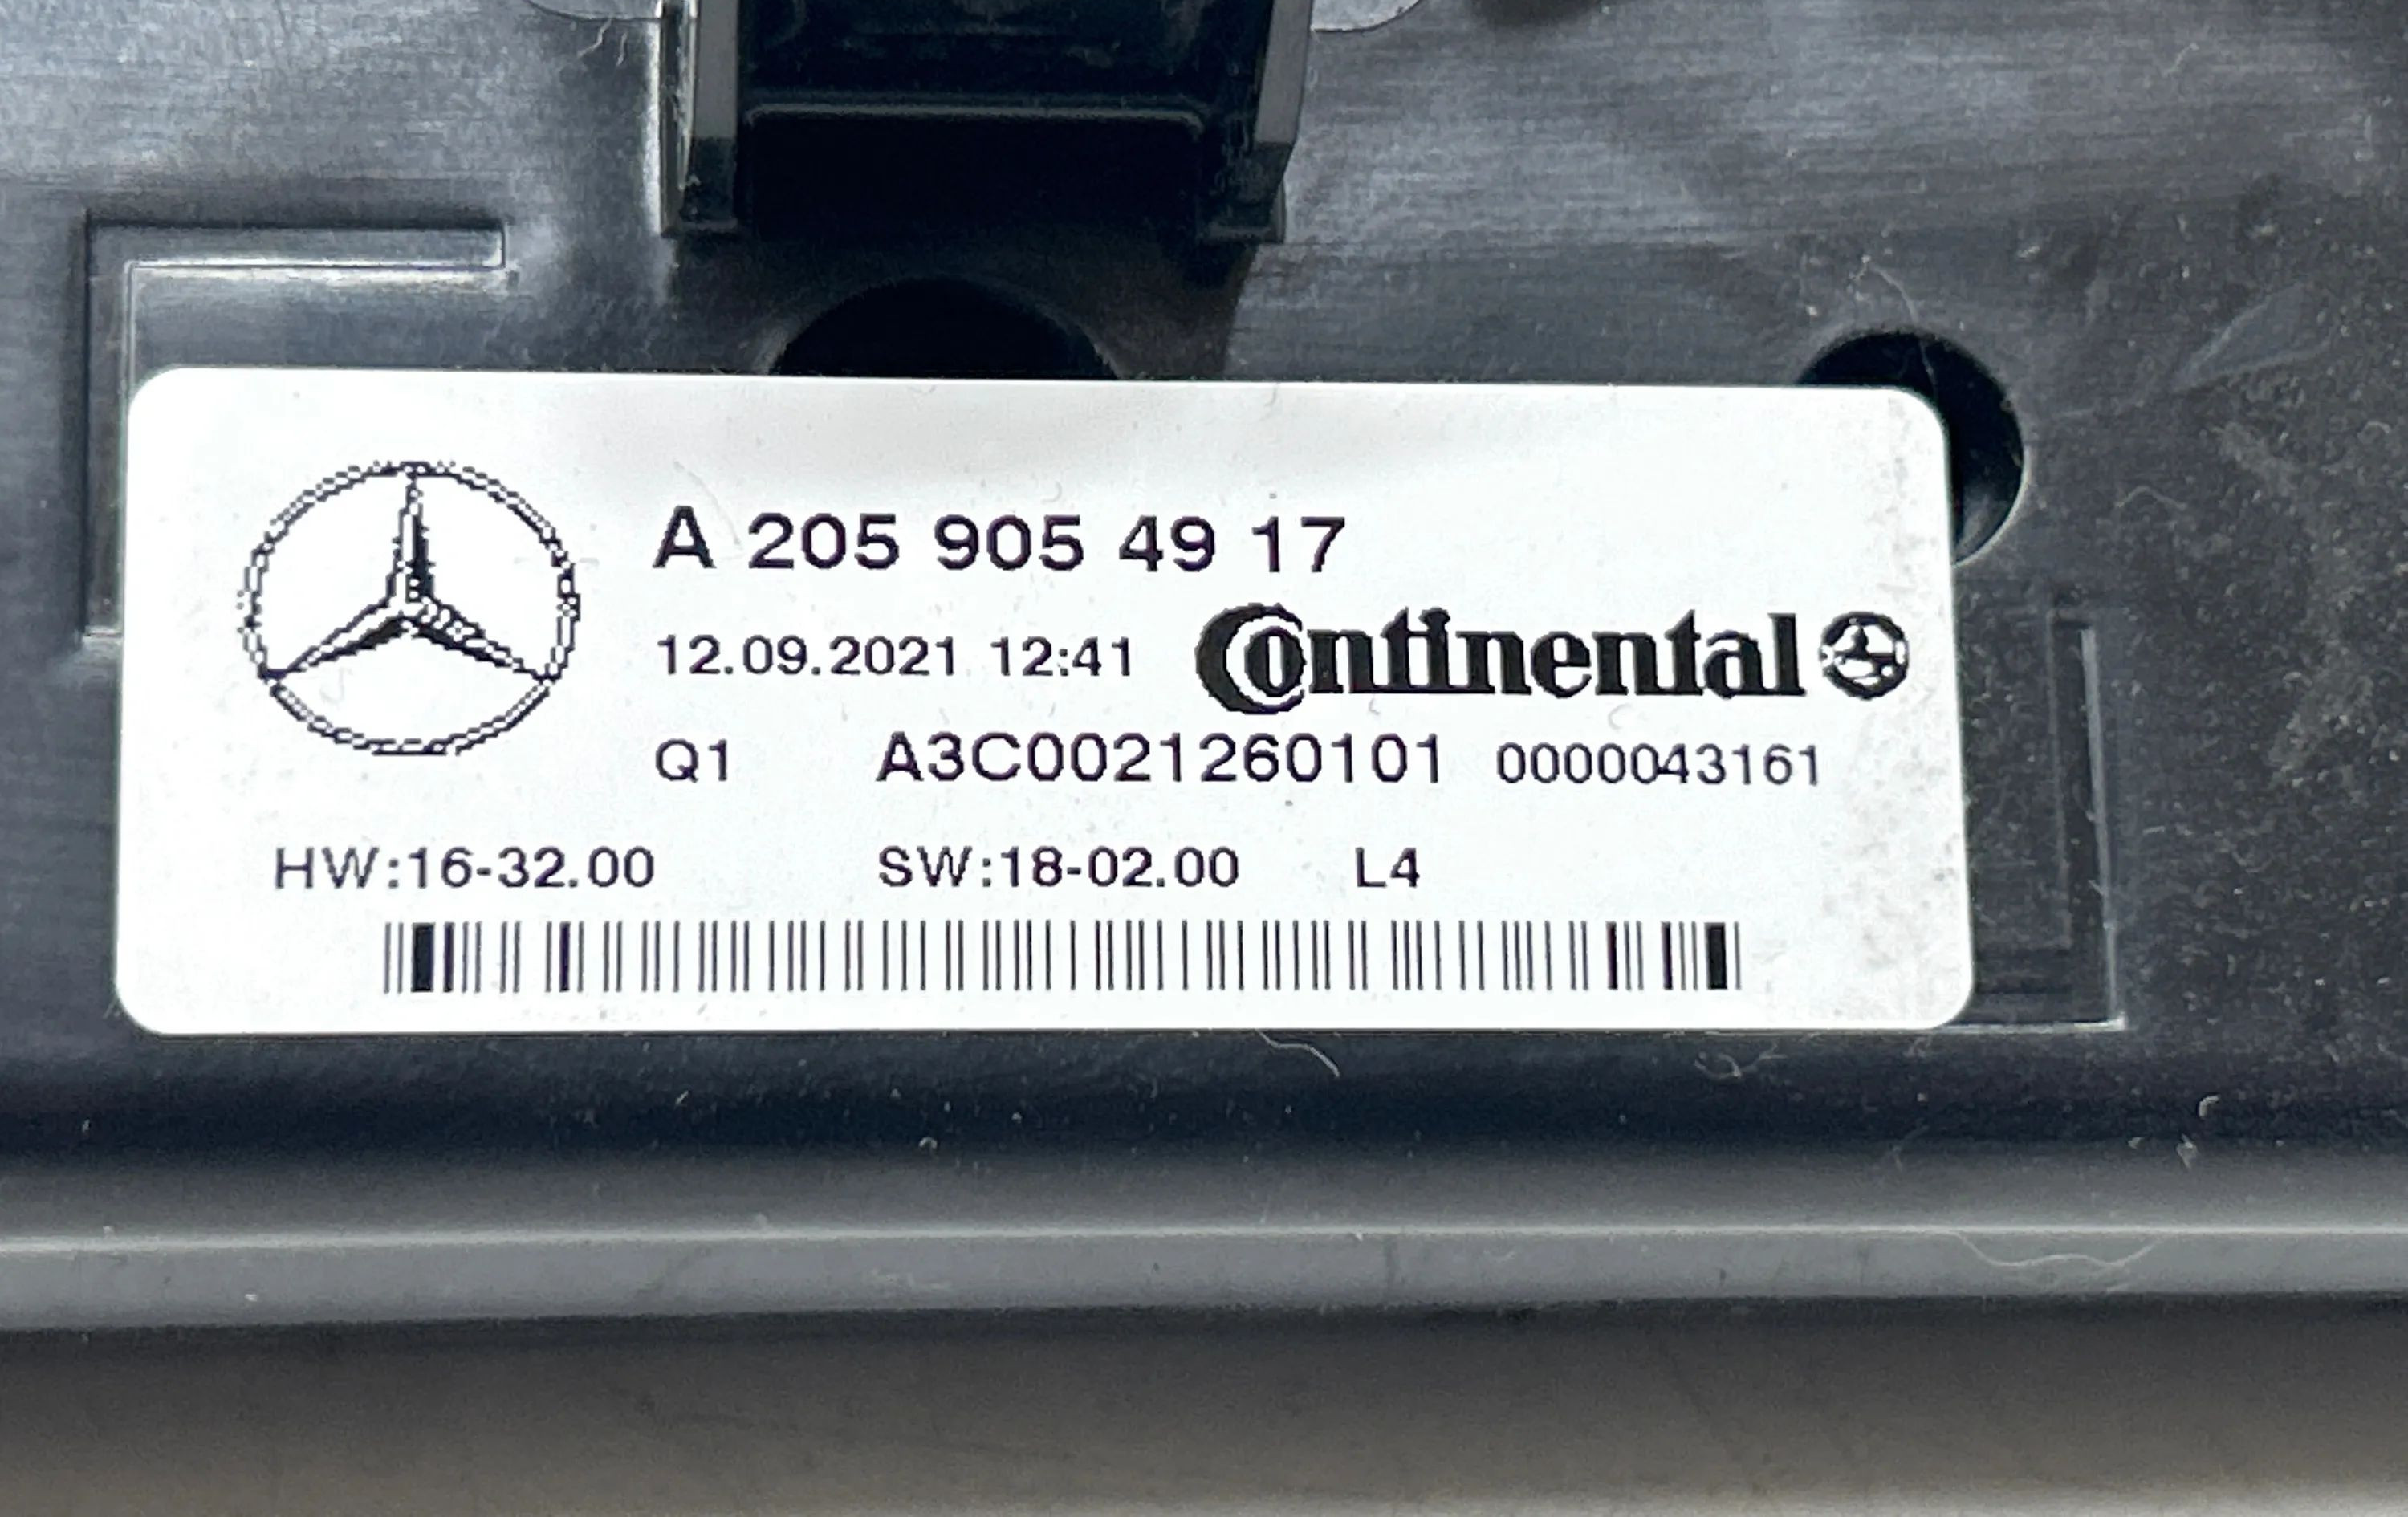 A 205 905 49 17
12.09.2021 12:41 Continental
Q1 A3C0021260101 0000043161
HW:16-32.00 SW:18-02.00 L4